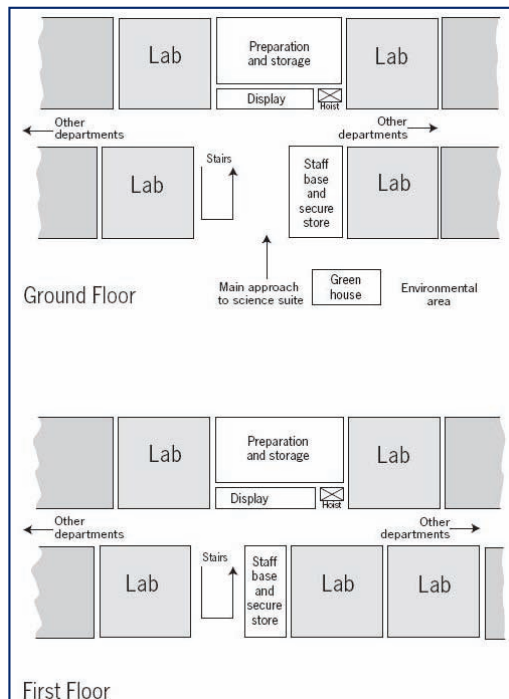 Lab
Preparation
and storage
Lab
Display
Hoist
Other
departments
Other
departments
Lab
Stairs
Staff
base
and
secure
store
Lab
Ground Floor
Main approach
to science suite
Green
house
Environmental
area
Lab
Preparation
and storage
Lab
Display
Hoist
Other
departments
Other
departments
Lab
Stairs
Staff
base
and
secure
store
Lab
Lab
First Floor